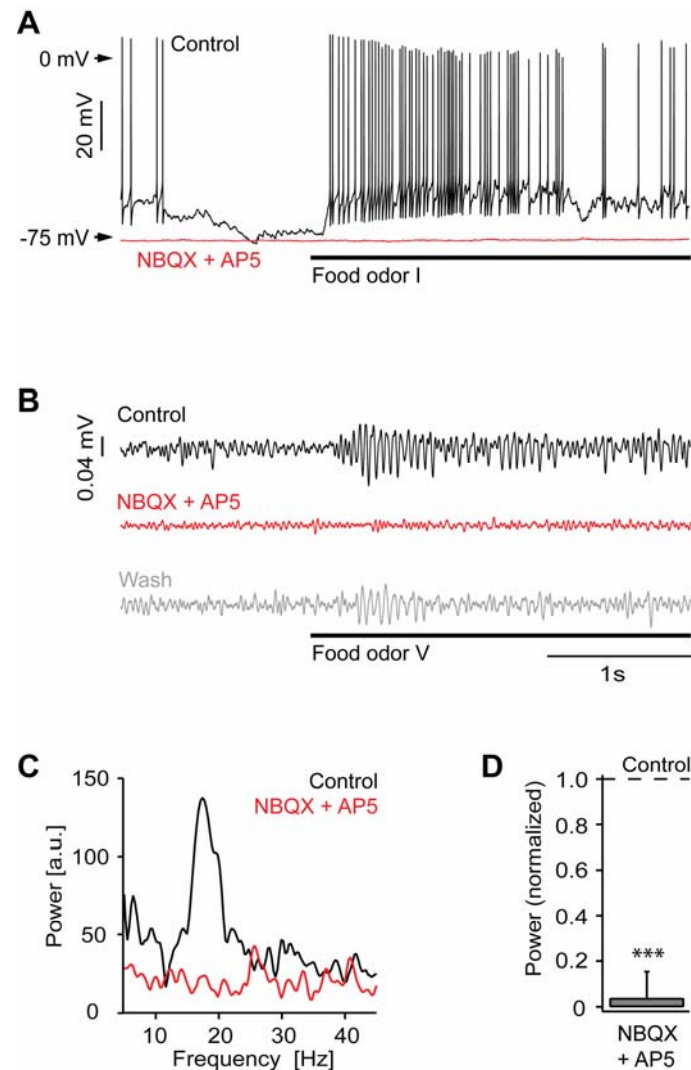 A
Control
0 mV
20 mV
-75 mV
NBQX + AP5
Food odor I
B
Control
0.04 mV
NBQX + AP5
Wash
Food odor V
1s
C
Control
NBQX + AP5
150
100
50
0
Power [a.u.]
10 20 30 40
Frequency [Hz]
D
Control
1.0
0.8
0.6
0.4
0.2
0
Power (normalized)
***
NBQX
+ AP5